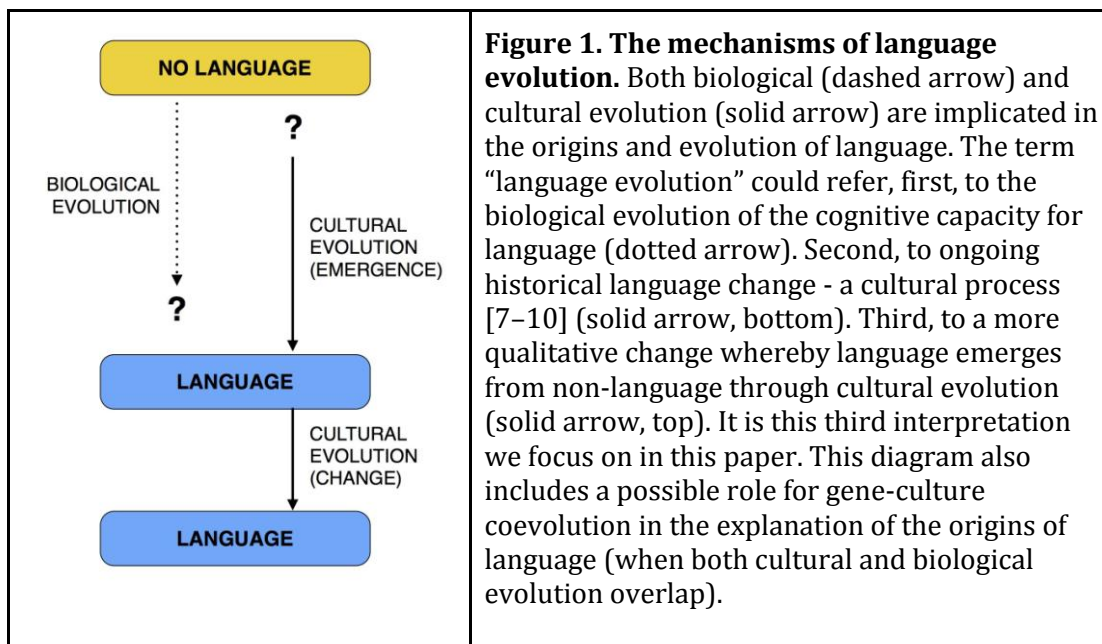 NO LANGUAGE
?
BIOLOGICAL
EVOLUTION
CULTURAL
EVOLUTION
(EMERGENCE)
?
LANGUAGE
CULTURAL
EVOLUTION
(CHANGE)
LANGUAGE
Figure 1. The mechanisms of language
evolution. Both biological (dashed arrow) and
cultural evolution (solid arrow) are implicated in
the origins and evolution of language. The term
“language evolution” could refer, first, to the
biological evolution of the cognitive capacity for
language (dotted arrow). Second, to ongoing
historical language change - a cultural process
[7–10] (solid arrow, bottom). Third, to a more
qualitative change whereby language emerges
from non-language through cultural evolution
(solid arrow, top). It is this third interpretation
we focus on in this paper. This diagram also
includes a possible role for gene-culture
coevolution in the explanation of the origins of
language (when both cultural and biological
evolution overlap).